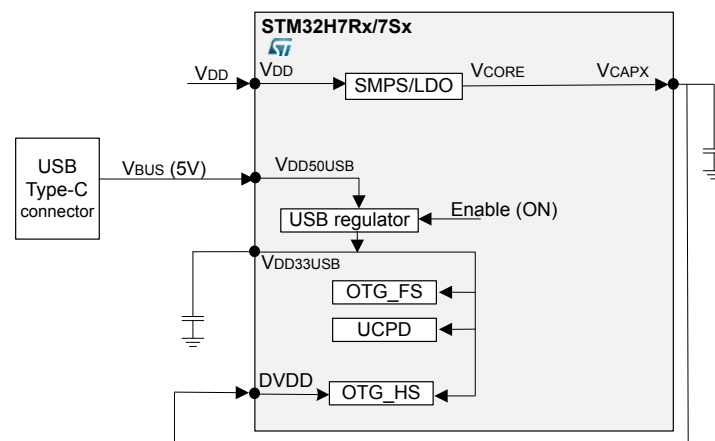 STM32H7Rx/7Sx
ST
VDD
VDD
SMPS/LDO
VCORE
VCAPX
USB
Type-C
connector
VBUS (5V)
VDD50USB
USB regulator
Enable (ON)
VDD33USB
OTG_FS
UCPD
DVDD
OTG_HS